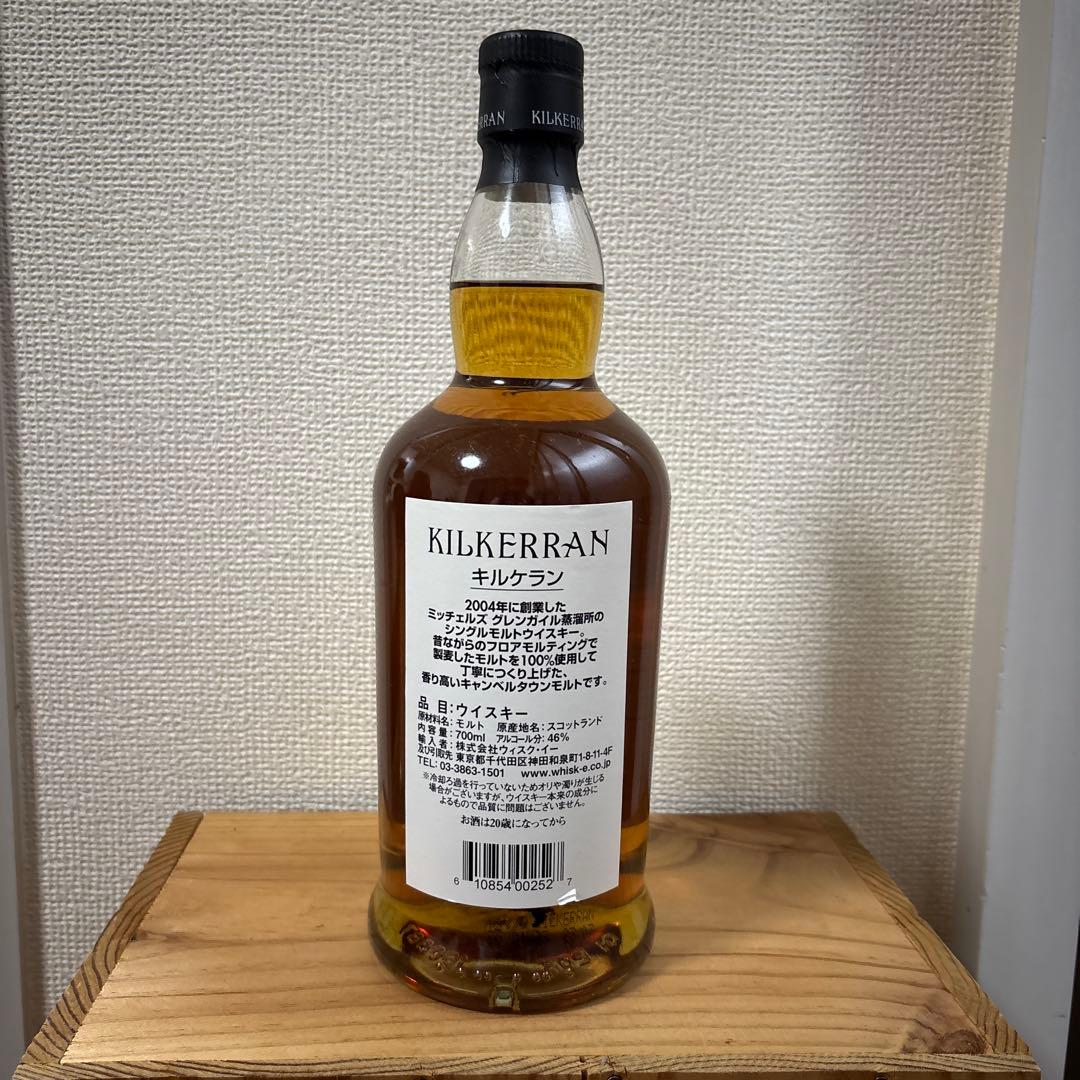 KILKERRAN
KILKERRAN
キルケラン
2004年に創業した
ミッチェルズ グレンガイル蒸溜所の
シングルモルトウイスキー。
昔ながらのフロアモルティングで
製麦したモルトを100%使用して
丁寧につくり上げた、
香り高いキャンベルタウンモルトです。
品 目:ウイスキー
原材料名:モルト 原産地名:スコットランド
内容量:700ml アルコール分:46%
輸入者:株式会社ウィスク・イー
及び引取先 東京都千代田区神田和泉町1-8-11-4F
TEL: 03-3863-1501 www.whisk-e.co.jp
※冷却ろ過を行っていないためオリや濁りが生じる
場合がございますが、ウイスキー本来の成分に
よるもので品質に問題はございません。
お酒は20歳になってから
6 10854 00252 7